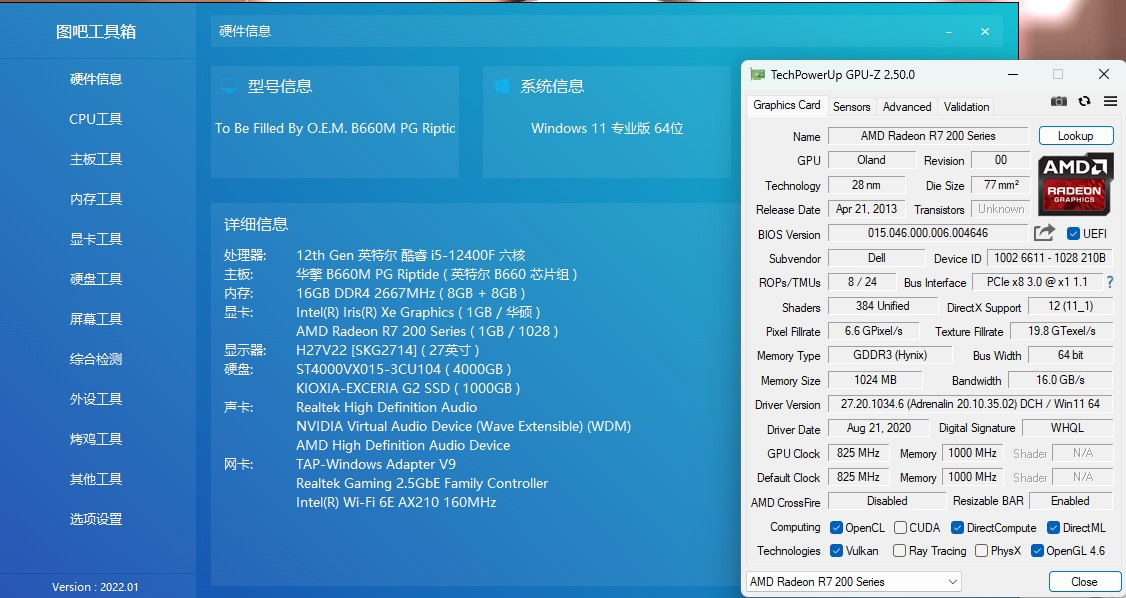 图吧工具箱
硬件信息
CPU工具
主板工具
内存工具
显卡工具
硬盘工具
屏幕工具
综合检测
外设工具
烤鸡工具
其他工具
选项设置
Version : 2022.01
硬件信息
型号信息
To Be Filled By O.E.M. B660M PG Riptic
系统信息
Windows 11 专业版 64位
详细信息
处理器: 12th Gen 英特尔 酷睿 i5-12400F 六核
主板: 华擎 B660M PG Riptide ( 英特尔 B660 芯片组 )
内存: 16GB DDR4 2667MHz ( 8GB + 8GB )
显卡: Intel(R) Iris(R) Xe Graphics ( 1GB / 华硕 )
AMD Radeon R7 200 Series ( 1GB / 1028 )
显示器: H27V22 [SKG2714] ( 27英寸 )
硬盘: ST4000VX015-3CU104 ( 4000GB )
KIOXIA-EXCERIA G2 SSD ( 1000GB )
声卡: Realtek High Definition Audio
NVIDIA Virtual Audio Device (Wave Extensible) (WDM)
AMD High Definition Audio Device
网卡: TAP-Windows Adapter V9
Realtek Gaming 2.5GbE Family Controller
Intel(R) Wi-Fi 6E AX210 160MHz
TechPowerUp GPU-Z 2.50.0
Graphics Card Sensors Advanced Validation
Name AMD Radeon R7 200 Series Lookup
GPU Oland Revision 00
Technology 28 nm Die Size 77 mm²
Release Date Apr 21, 2013 Transistors Unknown
AMD
RADEON
GRAPHICS
BIOS Version 015.046.000.006.004646 UEFI
Subvendor Dell Device ID 1002 6611 - 1028 210B
ROPs/TMUs 8 / 24 Bus Interface PCIe x8 3.0 @ x1 1.1 ?
Shaders 384 Unified DirectX Support 12 (11_1)
Pixel Fillrate 6.6 GPixel/s Texture Fillrate 19.8 GTexel/s
Memory Type GDDR3 (Hynix) Bus Width 64 bit
Memory Size 1024 MB Bandwidth 16.0 GB/s
Driver Version 27.20.1034.6 (Adrenalin 20.10.35.02) DCH / Win11 64
Driver Date Aug 21, 2020 Digital Signature WHQL
GPU Clock 825 MHz Memory 1000 MHz Shader N/A
Default Clock 825 MHz Memory 1000 MHz Shader N/A
AMD CrossFire Disabled Resizable BAR Enabled
Computing OpenCL CUDA DirectCompute DirectML
Technologies Vulkan Ray Tracing PhysX OpenGL 4.6
AMD Radeon R7 200 Series Close